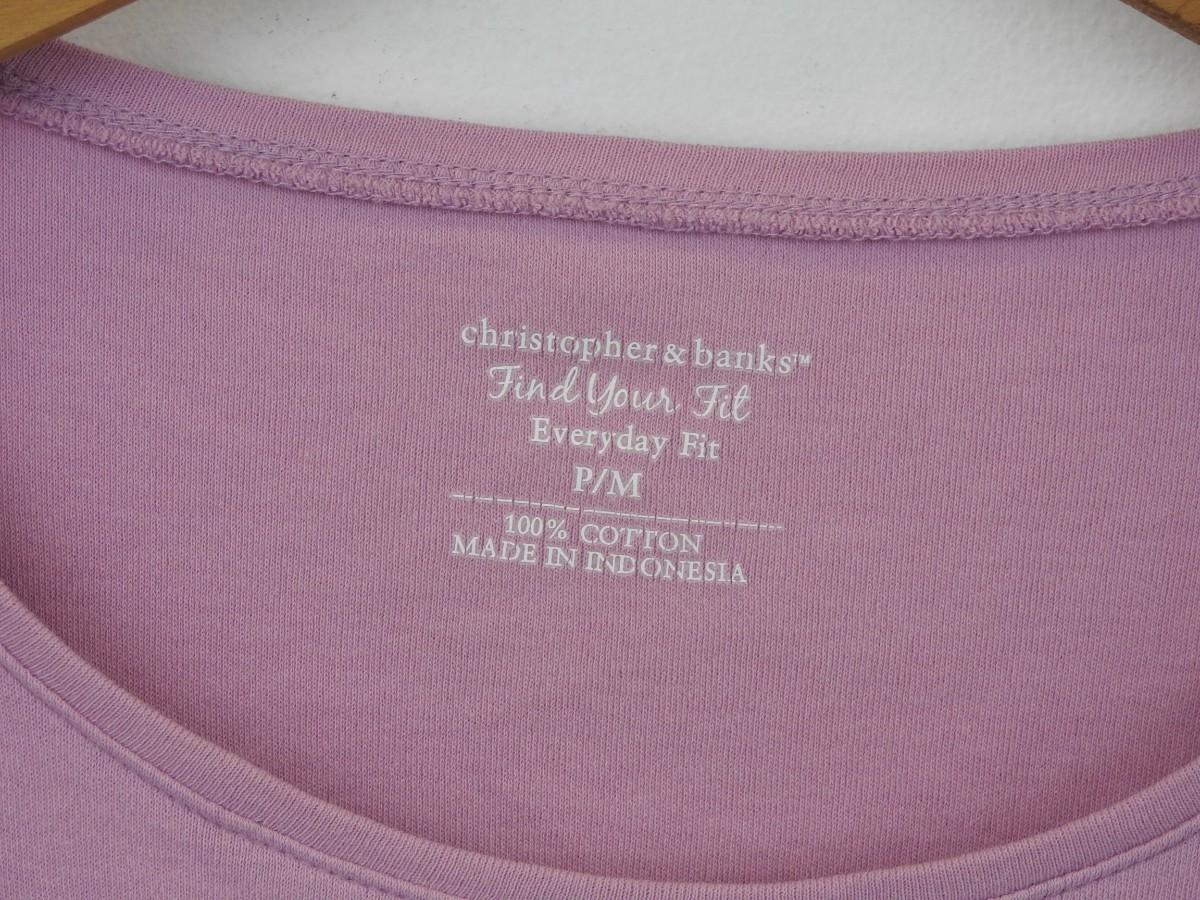 christopher & banks™
Find Your Fit
Everyday Fit
P/M
100% COTTON
MADE IN INDONESIA